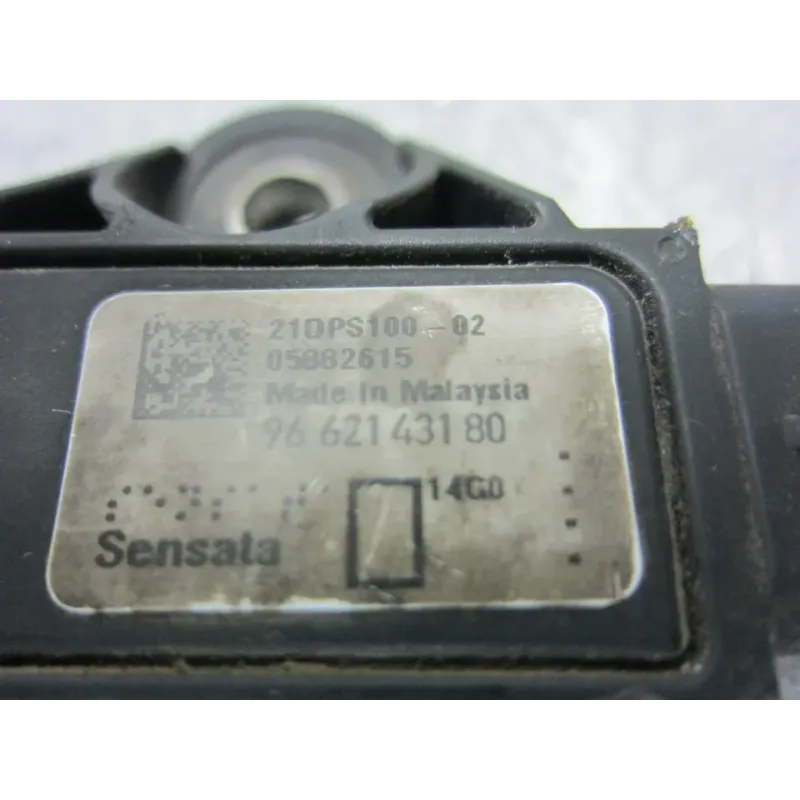 21DPS100-02
05882615
Made in Malaysia
96 621 431 80
14G0
Sensata